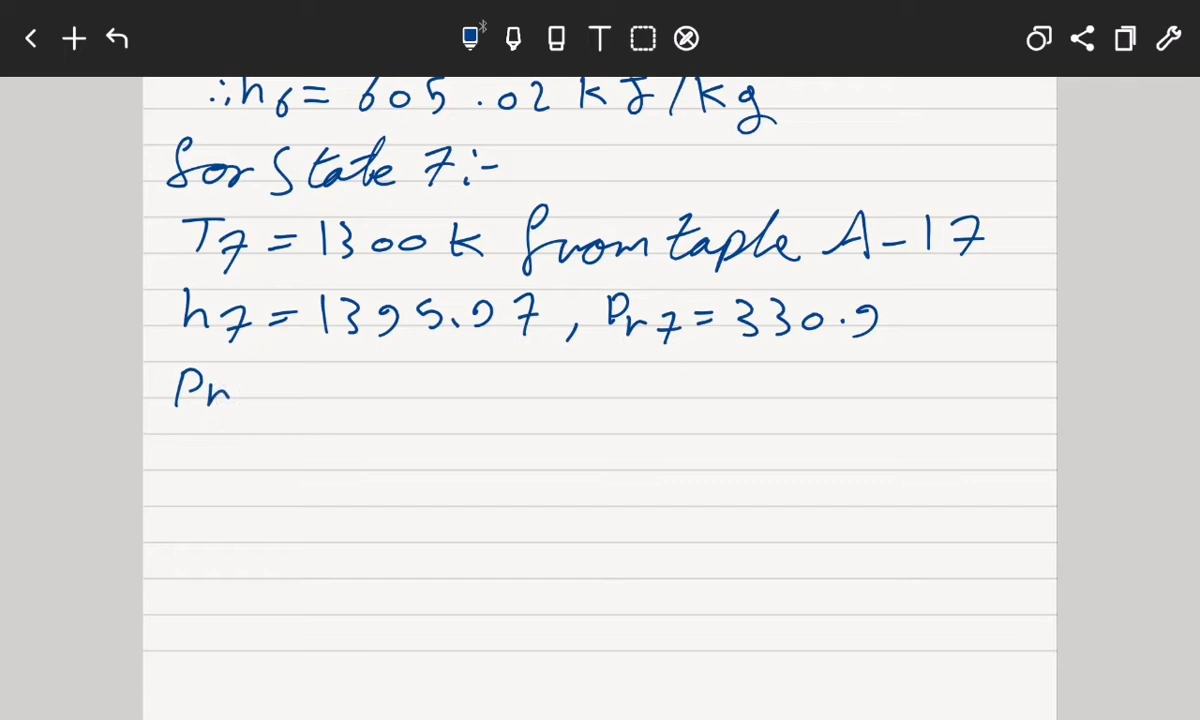 ∴h6 = 605.02 kJ/kg
for State 7:-
T7 = 1300 K from taple A-17
h7 = 1395.97, Pr7 = 330.9
Pr